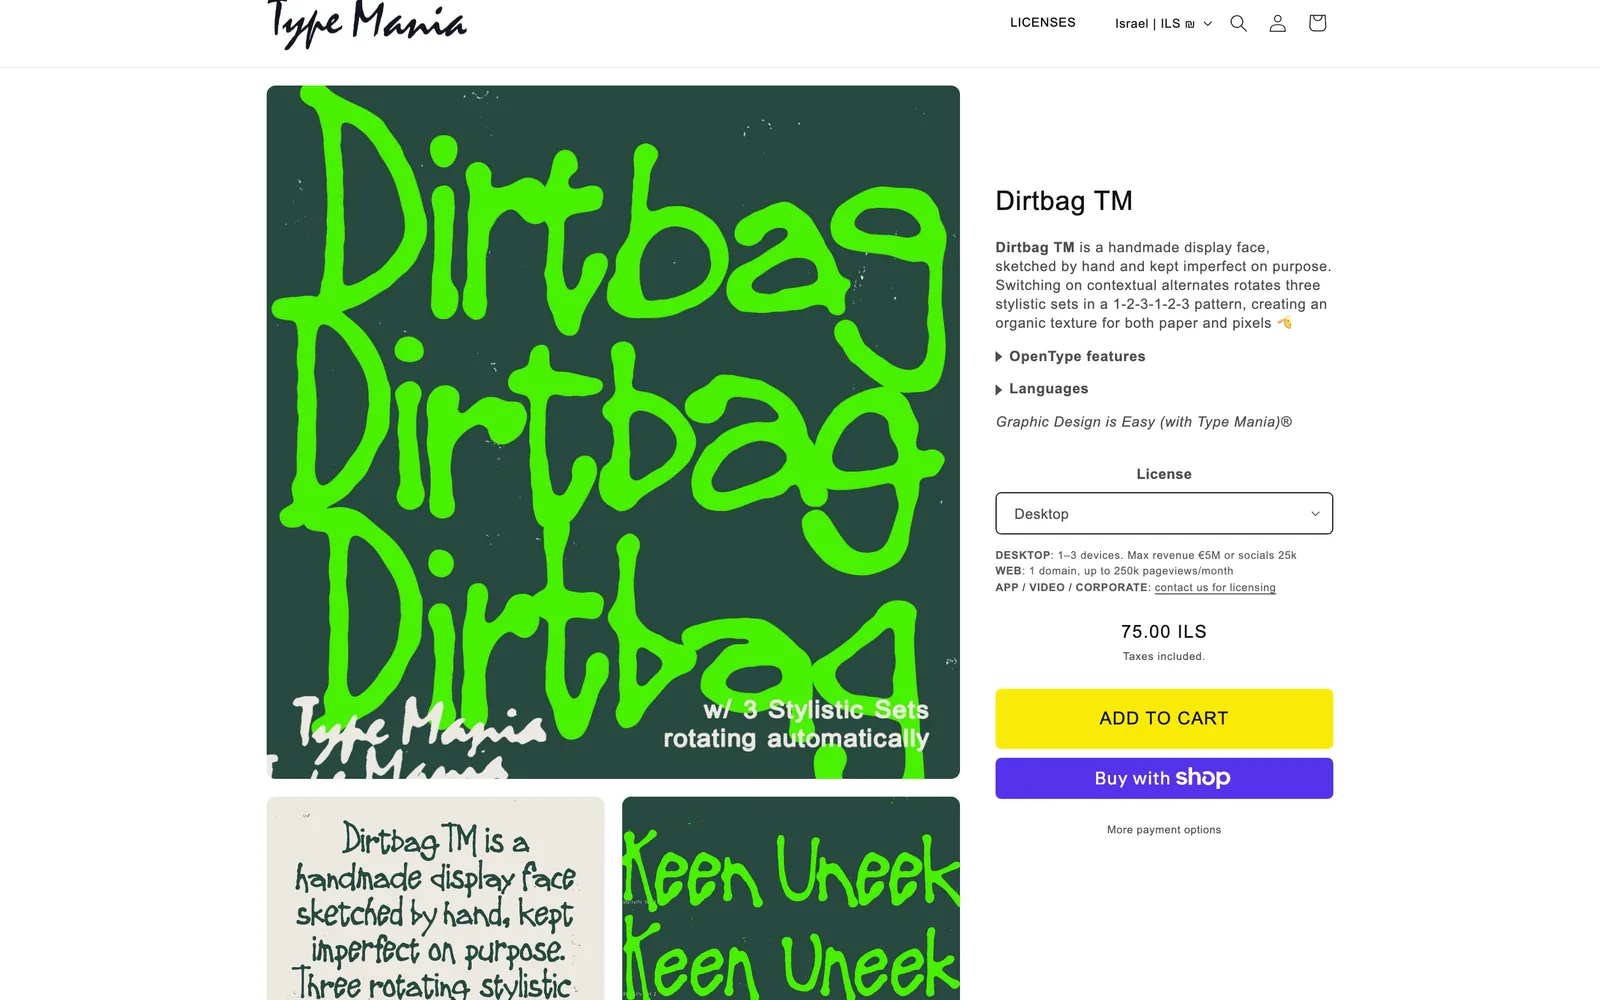 Type Mania
LICENSES
Israel | ILS ₪
Dirtbag
Dirtbag
Dirtbag
Type Mania
w/ 3 Stylistic Sets
rotating automatically
Dirtbag TM
Dirtbag TM is a handmade display face,
sketched by hand and kept imperfect on purpose.
Switching on contextual alternates rotates three
stylistic sets in a 1-2-3-1-2-3 pattern, creating an
organic texture for both paper and pixels
OpenType features
Languages
Graphic Design is Easy (with Type Mania)®
License
Desktop
DESKTOP: 1–3 devices. Max revenue €5M or socials 25k
WEB: 1 domain, up to 250k pageviews/month
APP / VIDEO / CORPORATE: contact us for licensing
75.00 ILS
Taxes included.
ADD TO CART
Buy with shop
More payment options
Dirtbag TM is a
handmade display face
sketched by hand, kept
imperfect on purpose.
Three rotating stylistic
Keen Uneek
Keen Uneek